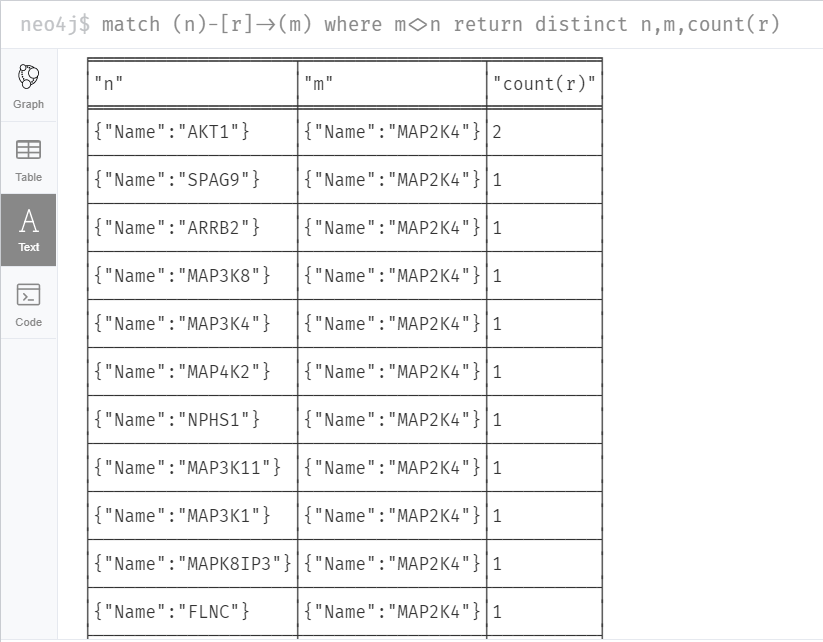 neo4j$ match (n)-[r]→(m) where m<>n return distinct n,m,count(r)
Graph
Table
Text
Code
"n" "m" "count(r)"
{"Name":"AKT1"} {"Name":"MAP2K4"} 2
{"Name":"SPAG9"} {"Name":"MAP2K4"} 1
{"Name":"ARRB2"} {"Name":"MAP2K4"} 1
{"Name":"MAP3K8"} {"Name":"MAP2K4"} 1
{"Name":"MAP3K4"} {"Name":"MAP2K4"} 1
{"Name":"MAP4K2"} {"Name":"MAP2K4"} 1
{"Name":"NPHS1"} {"Name":"MAP2K4"} 1
{"Name":"MAP3K11"} {"Name":"MAP2K4"} 1
{"Name":"MAP3K1"} {"Name":"MAP2K4"} 1
{"Name":"MAPK8IP3"} {"Name":"MAP2K4"} 1
{"Name":"FLNC"} {"Name":"MAP2K4"} 1